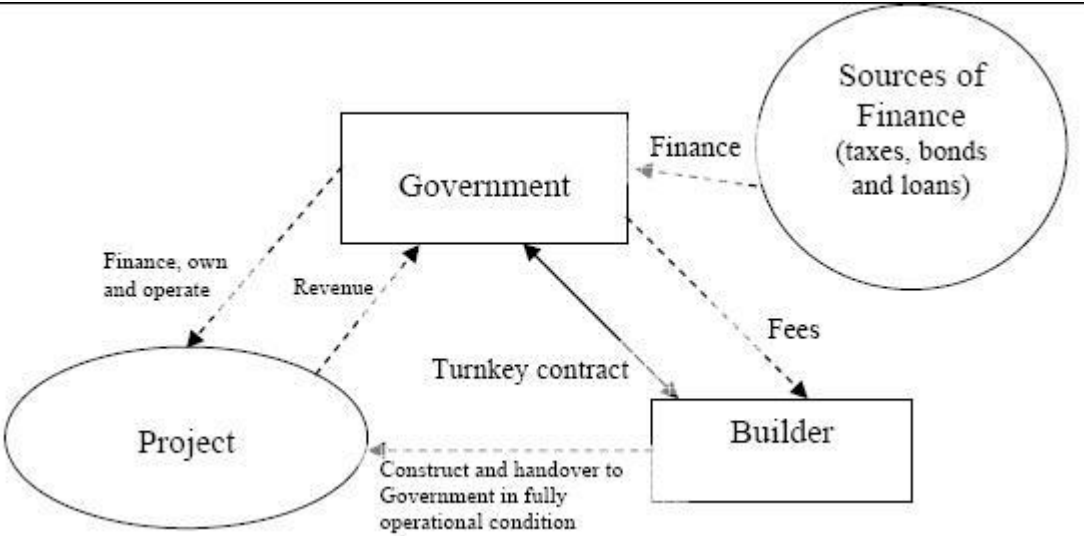 Sources of
Finance
(taxes, bonds
and loans)
Finance
Government
Finance, own
and operate
Revenue
Fees
Turnkey contract
Builder
Project
Construct and handover to
Government in fully
operational condition